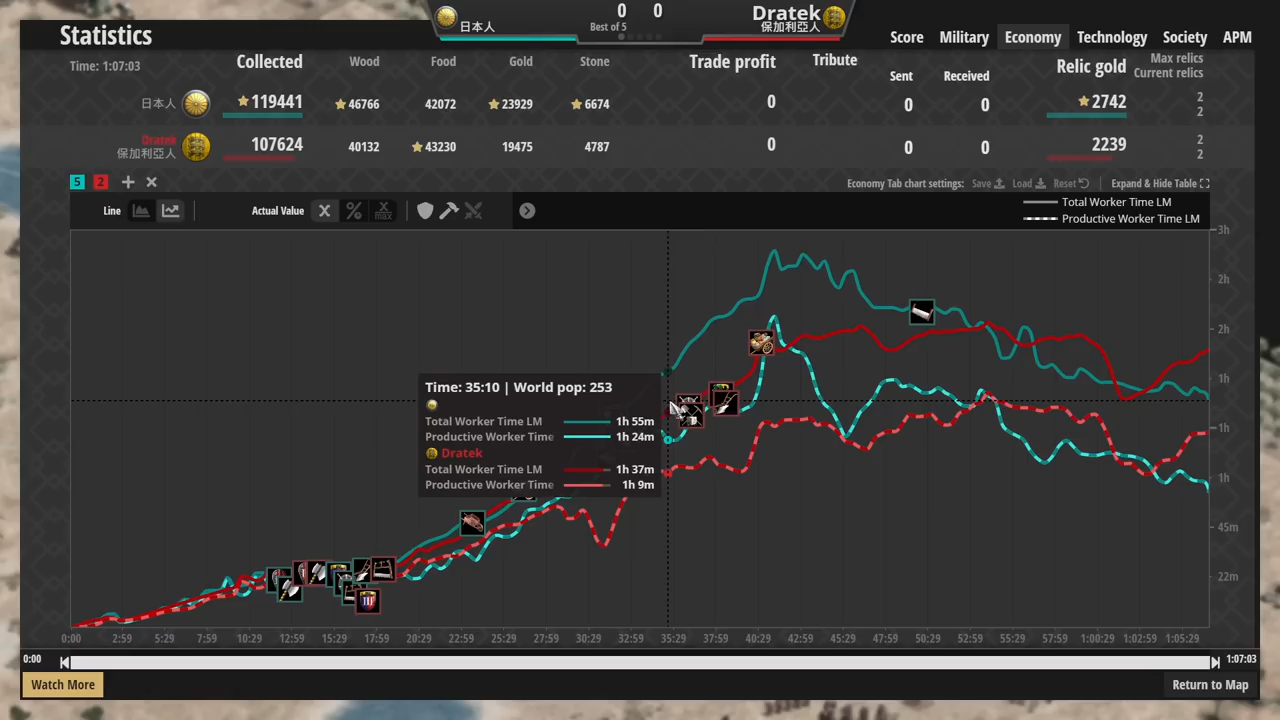 0 0
Dratek
日本人
Best of 5
保加利亞人
Statistics
Score Military Economy Technology Society APM
Time: 1:07:03
Collected Wood Food Gold Stone Trade profit Tribute Sent Received Relic gold Max relics
Current relics
日本人 119441 46766 42072 23929 6674 0 0 0 2742 2
2
Dratek
保加利亞人 107624 40132 43230 19475 4787 0 0 0 2239 2
2
5 2
Economy Tab chart settings: Save Load Reset Expand & Hide Table
Line Actual Value X % X
max
Total Worker Time LM
Productive Worker Time LM
3h
2h
2h
1h
1h
1h
45m
22m
Time: 35:10 | World pop: 253
Total Worker Time LM 1h 55m
Productive Worker Time 1h 24m
Dratek
Total Worker Time LM 1h 37m
Productive Worker Time 1h 9m
0:00 2:59 5:29 7:59 10:29 12:59 15:29 17:59 20:29 22:59 25:29 27:59 30:29 32:59 35:29 37:59 40:29 42:59 45:29 47:59 50:29 52:59 55:29 57:59 1:00:29 1:02:59 1:05:29
0:00 1:07:03
Watch More Return to Map